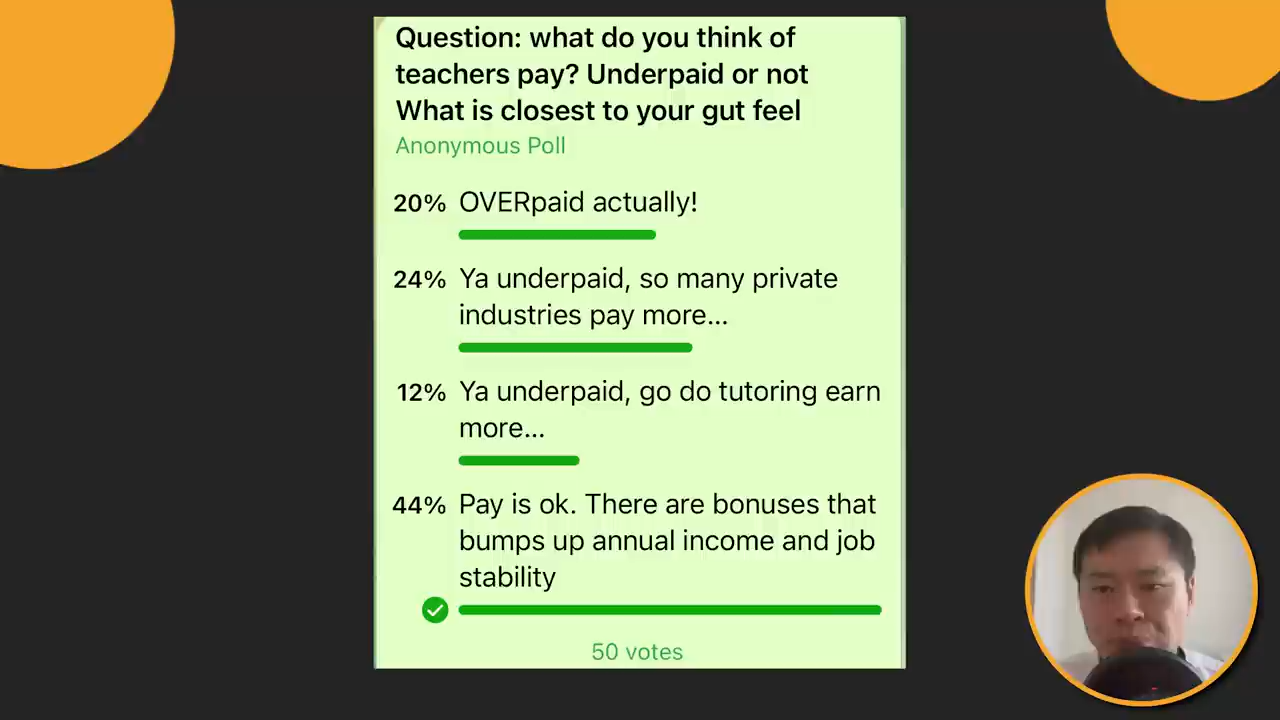 Question: what do you think of
teachers pay? Underpaid or not
What is closest to your gut feel
Anonymous Poll
20% OVERpaid actually!
24% Ya underpaid, so many private
industries pay more...
12% Ya underpaid, go do tutoring earn
more...
44% Pay is ok. There are bonuses that
bumps up annual income and job
stability
50 votes